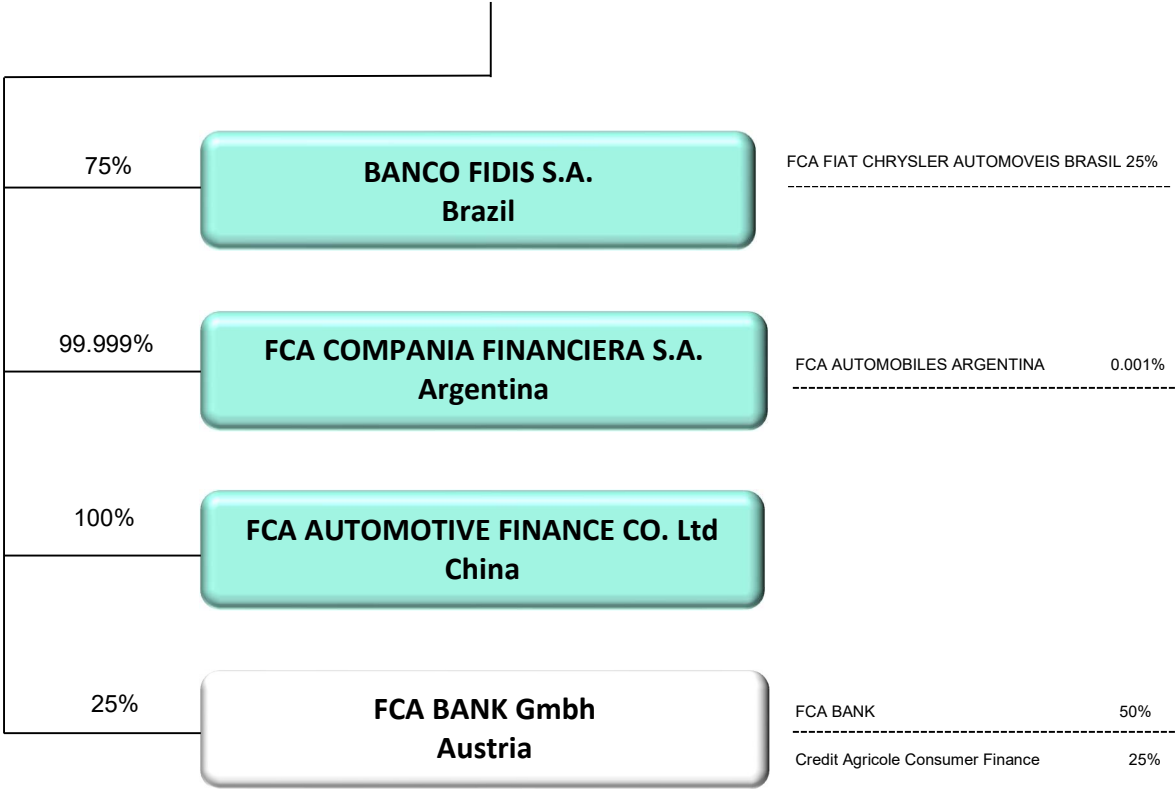 75%
BANCO FIDIS S.A.
Brazil
FCA FIAT CHRYSLER AUTOMOVEIS BRASIL 25%
99.999%
FCA COMPANIA FINANCIERA S.A.
Argentina
FCA AUTOMOBILES ARGENTINA 0.001%
100%
FCA AUTOMOTIVE FINANCE CO. Ltd
China
25%
FCA BANK Gmbh
Austria
FCA BANK 50%
Credit Agricole Consumer Finance 25%